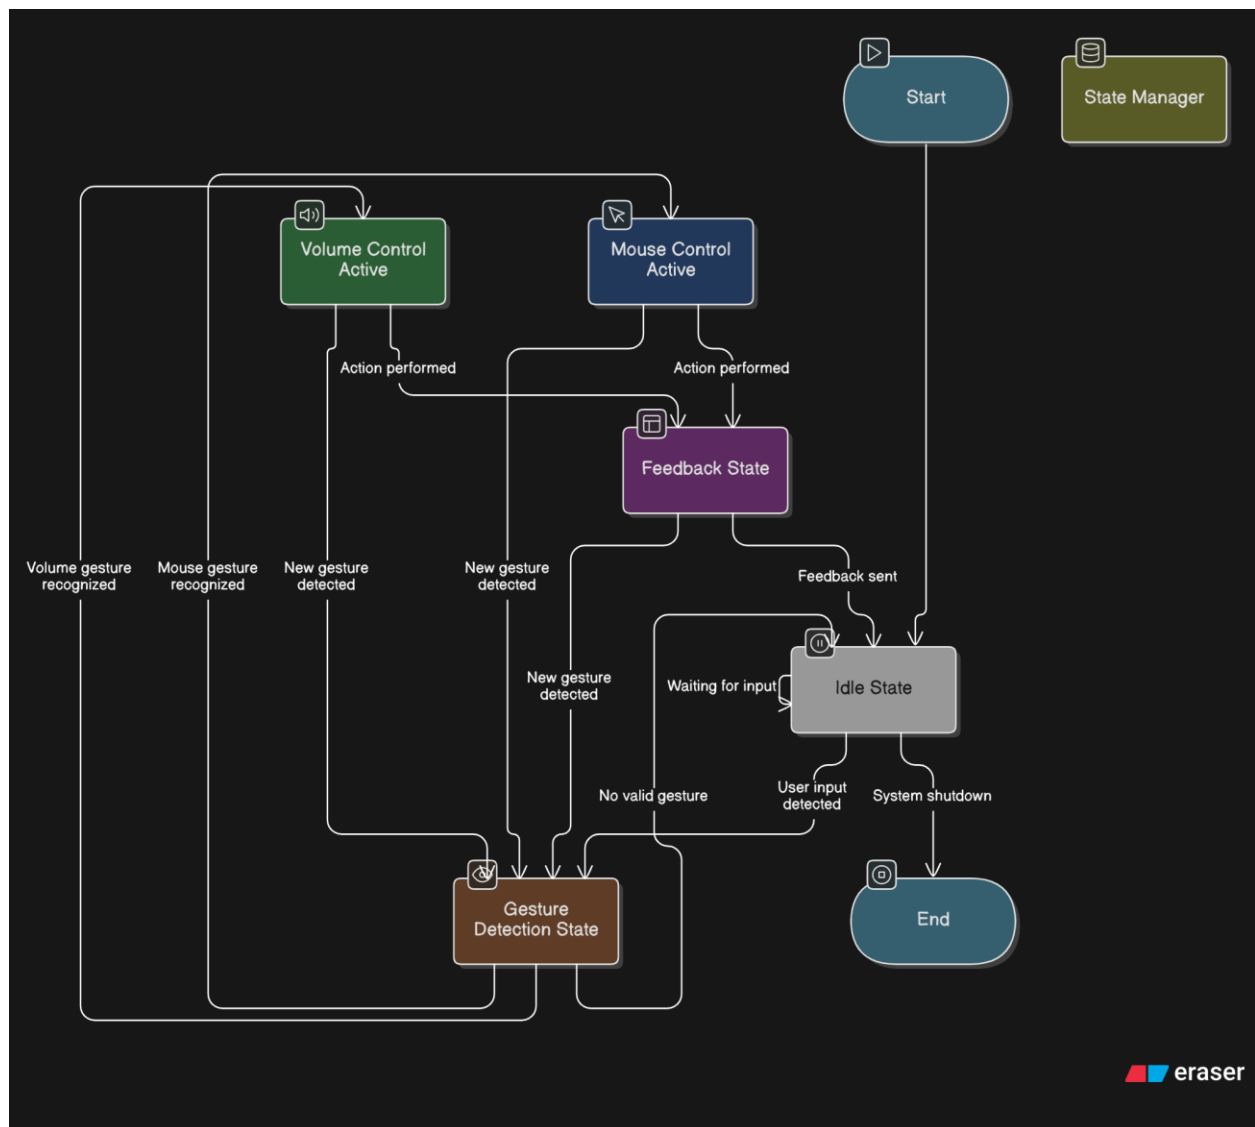 Start
State Manager
Volume Control
Active
Mouse Control
Active
Action performed
Action performed
Feedback State
Volume gesture
recognized
Mouse gesture
recognized
New gesture
detected
New gesture
detected
Feedback sent
New gesture
detected
Waiting for input
Idle State
No valid gesture
User input
detected
System shutdown
Gesture
Detection State
End
eraser